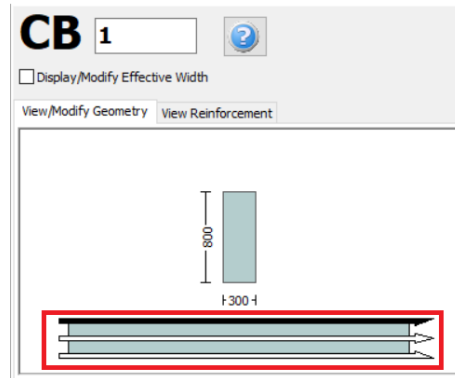 CB 1 ?
Display/Modify Effective Width
View/Modify Geometry View Reinforcement
800
300